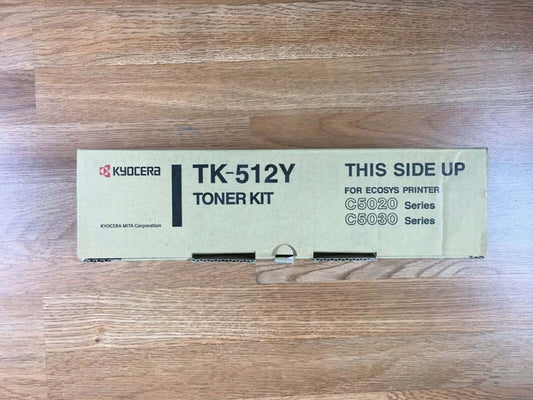 KYOCERA
KYOCERA MITA Corporation
TK-512Y
TONER KIT
THIS SIDE UP
FOR ECOSYS PRINTER
C5020 Series
C5030 Series